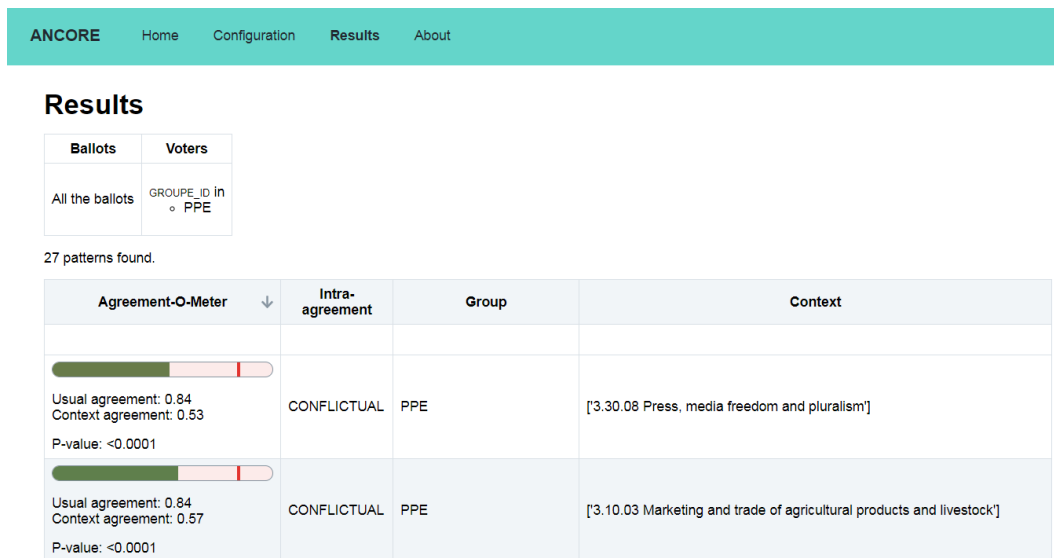 ANCORE Home Configuration Results About
Results
Ballots Voters
All the ballots GROUPE_ID in
PPE
27 patterns found.
Agreement-O-Meter Intra-agreement Group Context
Usual agreement: 0.84
Context agreement: 0.53
P-value: <0.0001
CONFLICTUAL PPE ['3.30.08 Press, media freedom and pluralism']
Usual agreement: 0.84
Context agreement: 0.57
P-value: <0.0001
CONFLICTUAL PPE ['3.10.03 Marketing and trade of agricultural products and livestock']